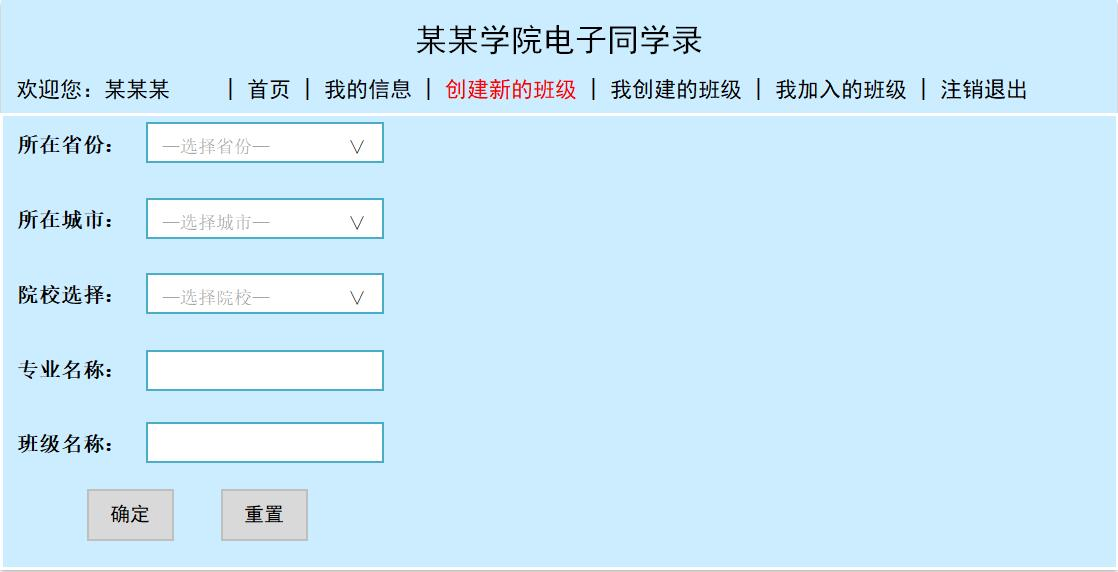 某某学院电子同学录
欢迎您：某某某 | 首页 | 我的信息 | 创建新的班级 | 我创建的班级 | 我加入的班级 | 注销退出
所在省份： —选择省份— ∨
所在城市： —选择城市— ∨
院校选择： —选择院校— ∨
专业名称：
班级名称：
确定 重置